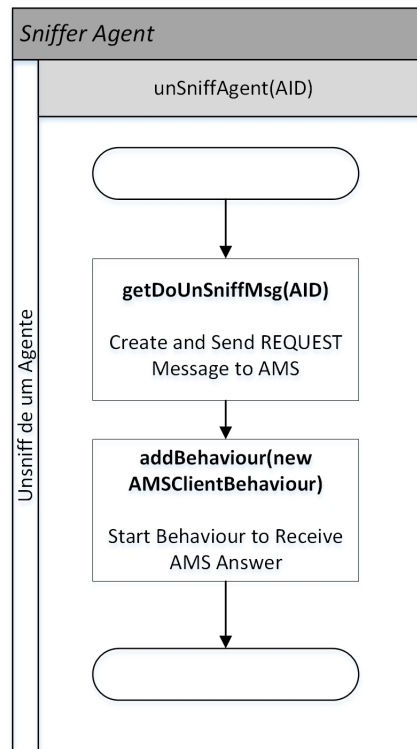 Sniffer Agent
unSniffAgent(AID)
Unsniff de um Agente
getDoUnSniffMsg(AID)
Create and Send REQUEST
Message to AMS
addBehaviour(new
AMSClientBehaviour)
Start Behaviour to Receive
AMS Answer